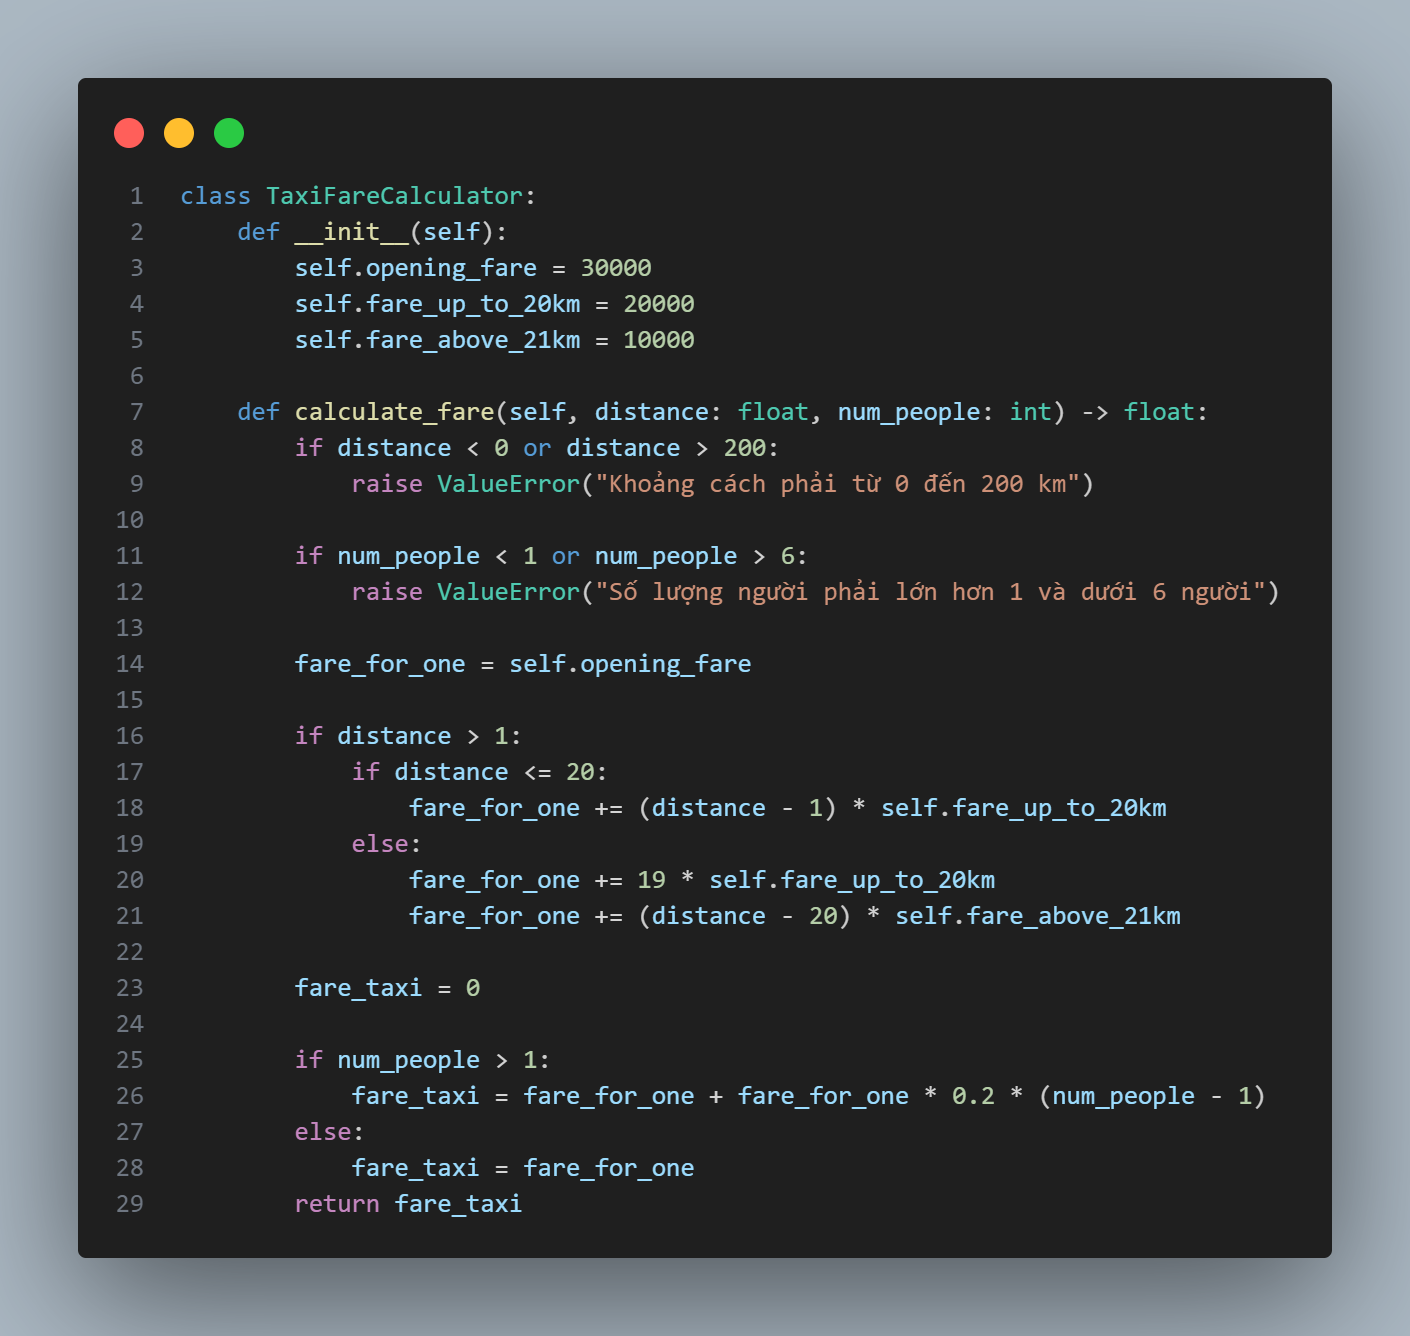 1 class TaxiFareCalculator:
2     def __init__(self):
3         self.opening_fare = 30000
4         self.fare_up_to_20km = 20000
5         self.fare_above_21km = 10000
6
7     def calculate_fare(self, distance: float, num_people: int) -> float:
8         if distance < 0 or distance > 200:
9             raise ValueError("Khoảng cách phải từ 0 đến 200 km")
10
11         if num_people < 1 or num_people > 6:
12             raise ValueError("Số lượng người phải lớn hơn 1 và dưới 6 người")
13
14         fare_for_one = self.opening_fare
15
16         if distance > 1:
17             if distance <= 20:
18                 fare_for_one += (distance - 1) * self.fare_up_to_20km
19             else:
20                 fare_for_one += 19 * self.fare_up_to_20km
21                 fare_for_one += (distance - 20) * self.fare_above_21km
22
23         fare_taxi = 0
24
25         if num_people > 1:
26             fare_taxi = fare_for_one + fare_for_one * 0.2 * (num_people - 1)
27         else:
28             fare_taxi = fare_for_one
29         return fare_taxi